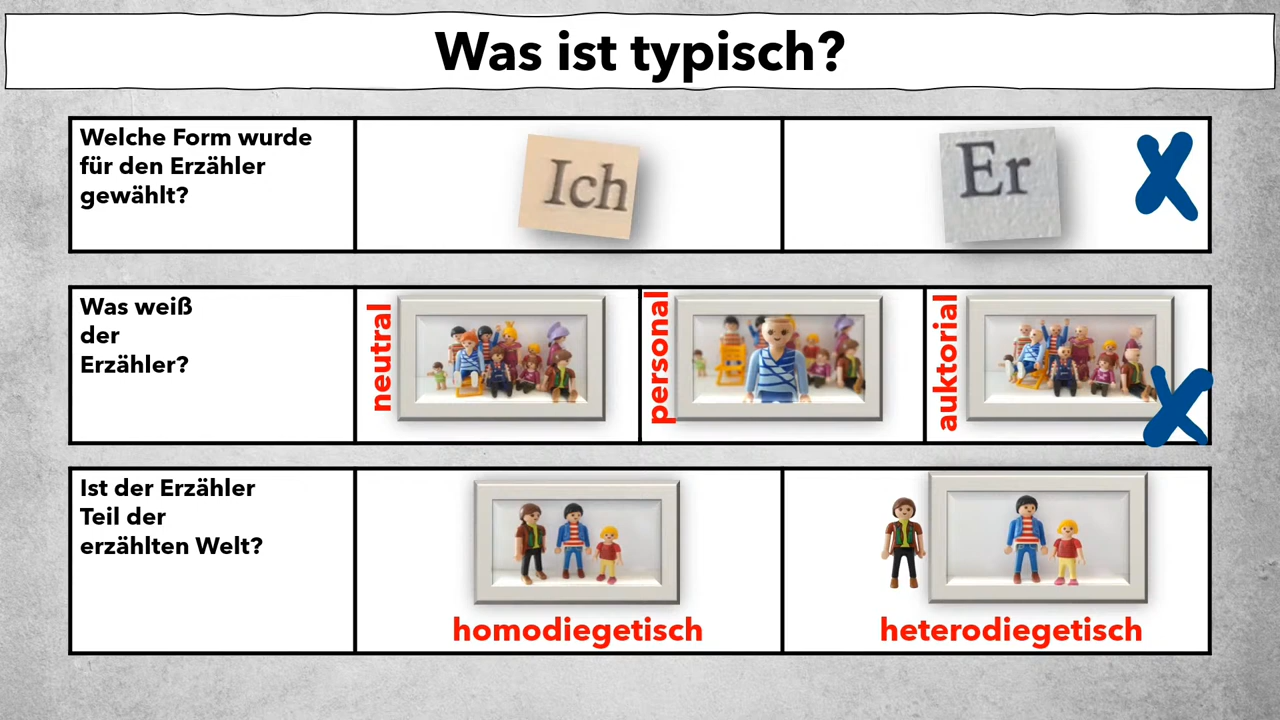 Was ist typisch?
Welche Form wurde
für den Erzähler
gewählt?
Ich
Er
Was weiß
der
Erzähler?
neutral
personal
auktorial
Ist der Erzähler
Teil der
erzählten Welt?
homodiegetisch
heterodiegetisch